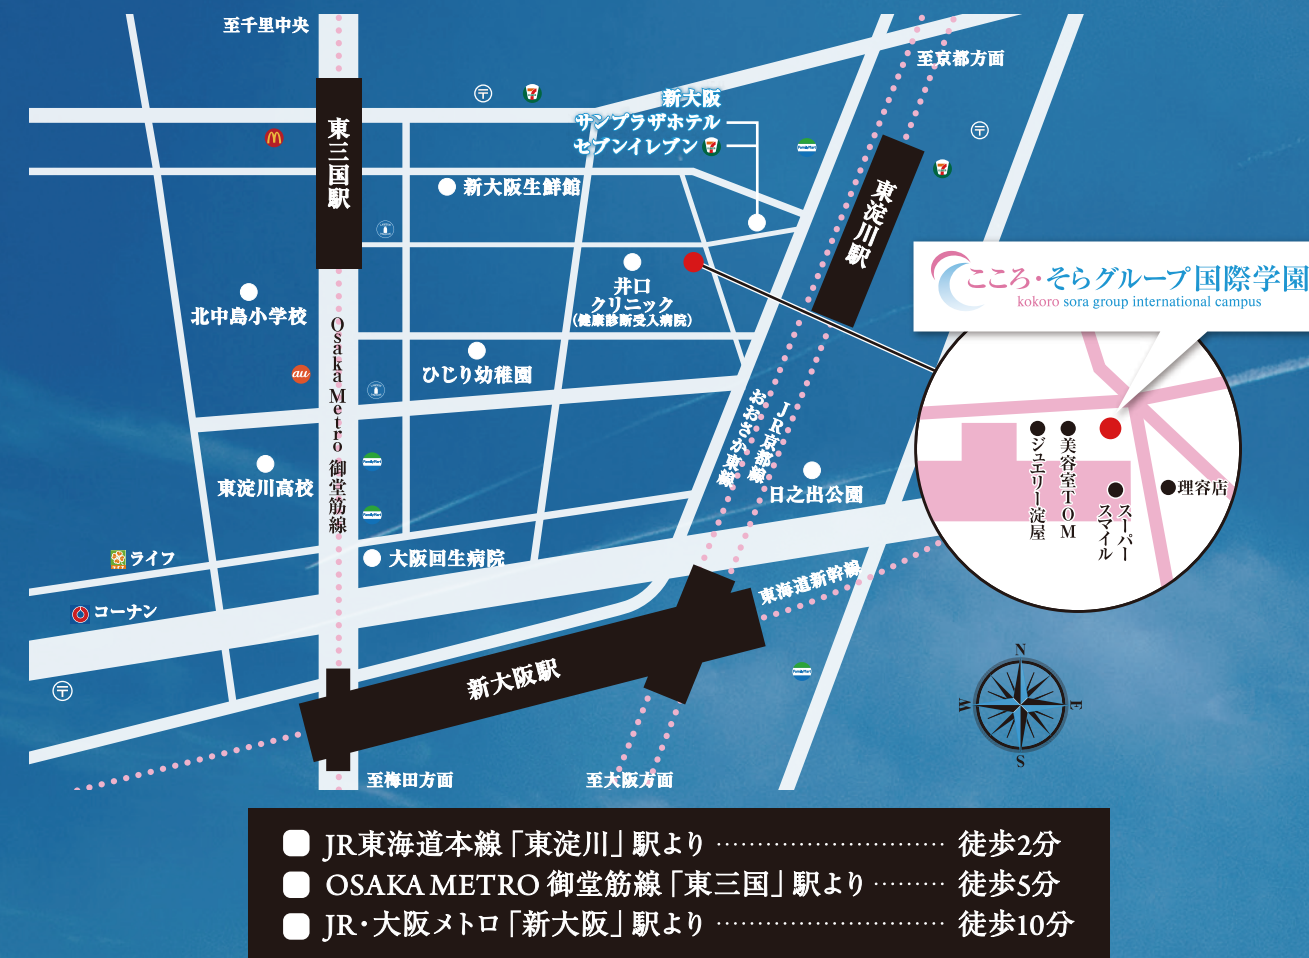 至千里中央
至京都方面
東三国駅
新大阪
サンプラザホテル
セブンイレブン
新大阪生鮮館
東淀川駅
こころ・そらグループ国際学園
kokoro sora group international campus
井口
クリニック
(健康診断受入病院)
北中島小学校
Osaka Metro 御堂筋線
au
ひじり幼稚園
JR京都線
おおさか東線
FamilyMart
FamilyMart
FamilyMart
FamilyMart
東淀川高校
日之出公園
ジュエリー淀屋
美容室TOM
スーパー
スマイル
理容店
ライフ
大阪回生病院
コーナン
東海道新幹線
新大阪駅
N
W
E
S
至梅田方面
至大阪方面
JR東海道本線「東淀川」駅より ………………………… 徒歩2分
OSAKA METRO 御堂筋線「東三国」駅より ……… 徒歩5分
JR・大阪メトロ「新大阪」駅より ………………………… 徒歩10分